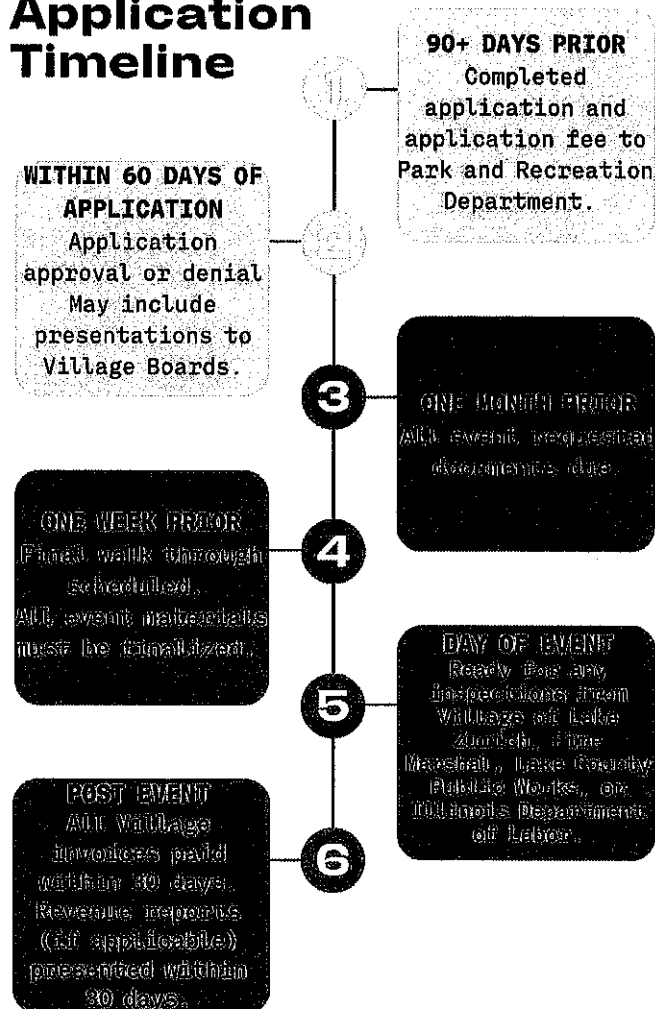 Application
Timeline
1
90+ DAYS PRIOR
Completed
application and
application fee to
Park and Recreation
Department.
WITHIN 60 DAYS OF
APPLICATION
Application
approval or denial
May include
presentations to
Village Boards.
2
3
ONE MONTH PRIOR
All event requested
documents due.
ONE WEEK PRIOR
Final walk through
scheduled.
All event materials
must be finalized.
4
DAY OF EVENT
Ready for any
inspections from
Village of Lake
Zurich, Fire
Marshal, Lake County
Public Works, or
Illinois Department
of Labor.
5
POST EVENT
All Village
invoices paid
within 30 days.
Revenue reports
(if applicable)
presented within
30 days.
6